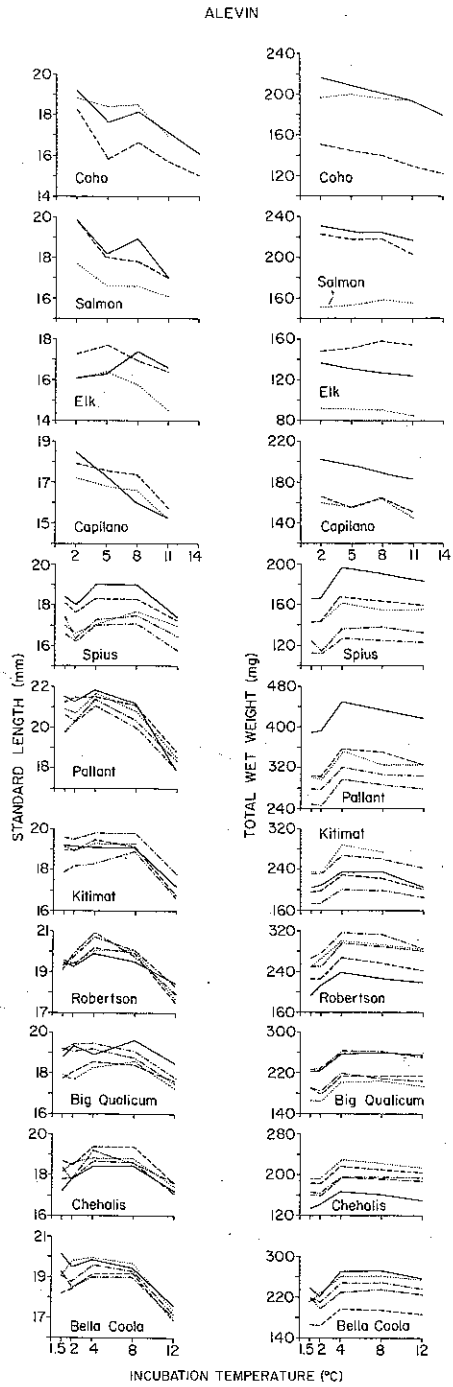 ALEVIN
20
18
16
14
Coho
240
200
160
120
Coho
20
18
16
Salmon
240
200
160
Salmon
18
16
14
Elk
160
120
80
Elk
19
17
15
Capilano
2 5 8 11 14
220
180
140
Capilano
2 5 8 11 14
20
18
16
Spius
200
160
120
Spius
22
20
18
Pallant
480
400
320
240
Pallant
20
18
16
Kitimat
320
240
160
Kitimat
21
19
17
Robertson
320
240
160
Robertson
20
18
16
Big Qualicum
300
220
140
Big Qualicum
20
18
16
Chehalis
280
200
120
Chehalis
21
19
17
Bella Coola
1.5 2 4 8 12
300
220
140
Bella Coola
1.5 2 4 8 12
STANDARD LENGTH (mm)
TOTAL WET WEIGHT (mg)
INCUBATION TEMPERATURE (°C)